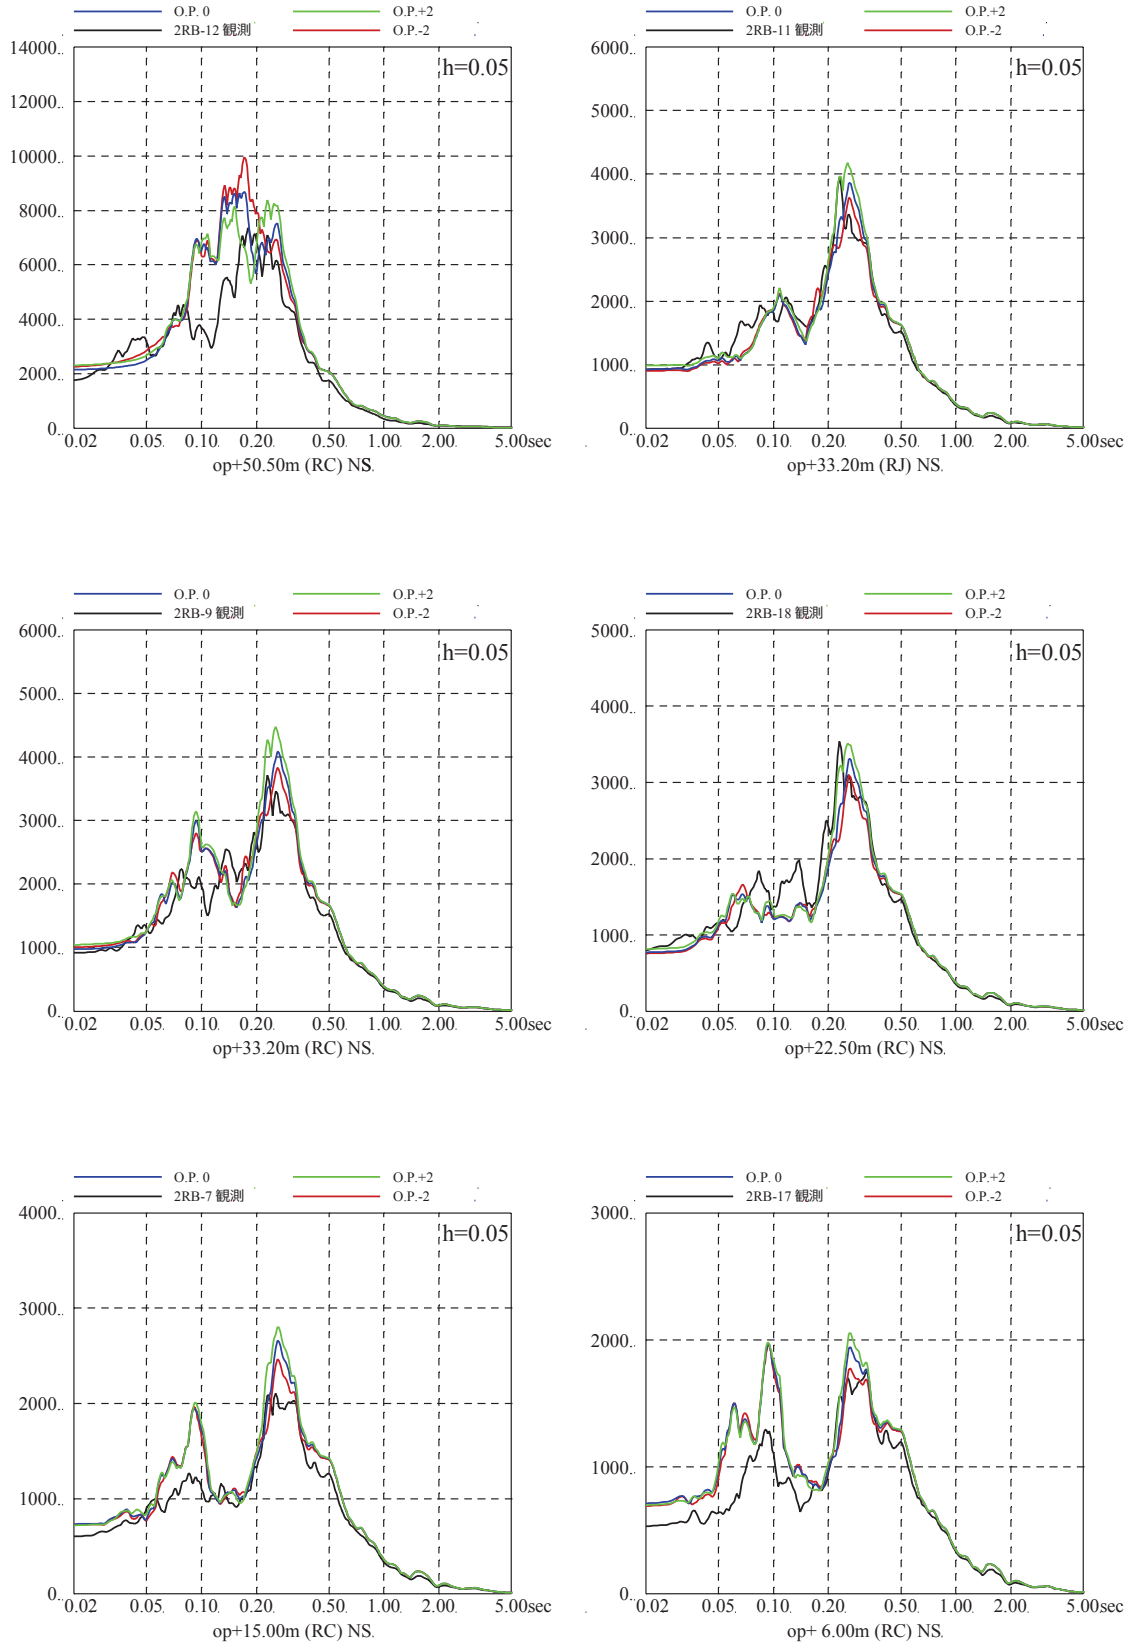 O.P. 0 O.P.+2
2RB-12 観測 O.P.-2
14000
h=0.05
12000
10000
8000
6000
4000
2000
0
0.02 0.05 0.10 0.20 0.50 1.00 2.00 5.00sec
op+50.50m (RC) NS
O.P. 0 O.P.+2
2RB-11 観測 O.P.-2
6000
h=0.05
5000
4000
3000
2000
1000
0
0.02 0.05 0.10 0.20 0.50 1.00 2.00 5.00sec
op+33.20m (RJ) NS
O.P. 0 O.P.+2
2RB-9 観測 O.P.-2
6000
h=0.05
5000
4000
3000
2000
1000
0
0.02 0.05 0.10 0.20 0.50 1.00 2.00 5.00sec
op+33.20m (RC) NS
O.P. 0 O.P.+2
2RB-18 観測 O.P.-2
5000
h=0.05
4000
3000
2000
1000
0
0.02 0.05 0.10 0.20 0.50 1.00 2.00 5.00sec
op+22.50m (RC) NS
O.P. 0 O.P.+2
2RB-7 観測 O.P.-2
4000
h=0.05
3000
2000
1000
0
0.02 0.05 0.10 0.20 0.50 1.00 2.00 5.00sec
op+15.00m (RC) NS
O.P. 0 O.P.+2
2RB-17 観測 O.P.-2
3000
h=0.05
2000
1000
0
0.02 0.05 0.10 0.20 0.50 1.00 2.00 5.00sec
op+ 6.00m (RC) NS